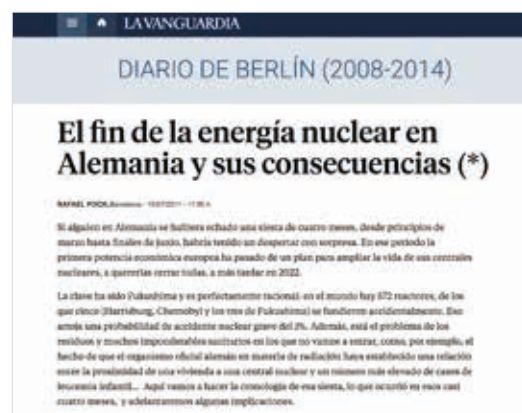 LA VANGUARDIA
DIARIO DE BERLÍN (2008-2014)
El fin de la energía nuclear en
Alemania y sus consecuencias (*)
RAFAEL POCH,
Si alguien en Alemania se hubiera echado una siesta de cuatro meses, desde principios de
marzo hasta finales de junio, habría tenido un despertar con sorpresa. En ese periodo la
primera potencia económica europea ha pasado de un plan para ampliar la vida de sus centrales
nucleares, a quererlas cerrar todas, a más tardar en 2022.
La clave ha sido Fukushima y es perfectamente racional: en el mundo hay 572 reactores, de los
que cinco (Harrisburg, Chernobyl y los tres de Fukushima) se fundieron accidentalmente. Eso
arroja una probabilidad de accidente nuclear grave del 1%. Además, está el problema de los
residuos y muchos imponderables sanitarios en los que no vamos a entrar, como, por ejemplo, el
hecho de que el organismo oficial alemán en materia de radiación haya establecido una relación
entre la proximidad de una vivienda a una central nuclear y un número más elevado de casos de
leucemia infantil... Aquí vamos a hacer la cronología de esa siesta, lo que ocurrió en esos casi
cuatro meses, y adelantaremos algunas implicaciones.